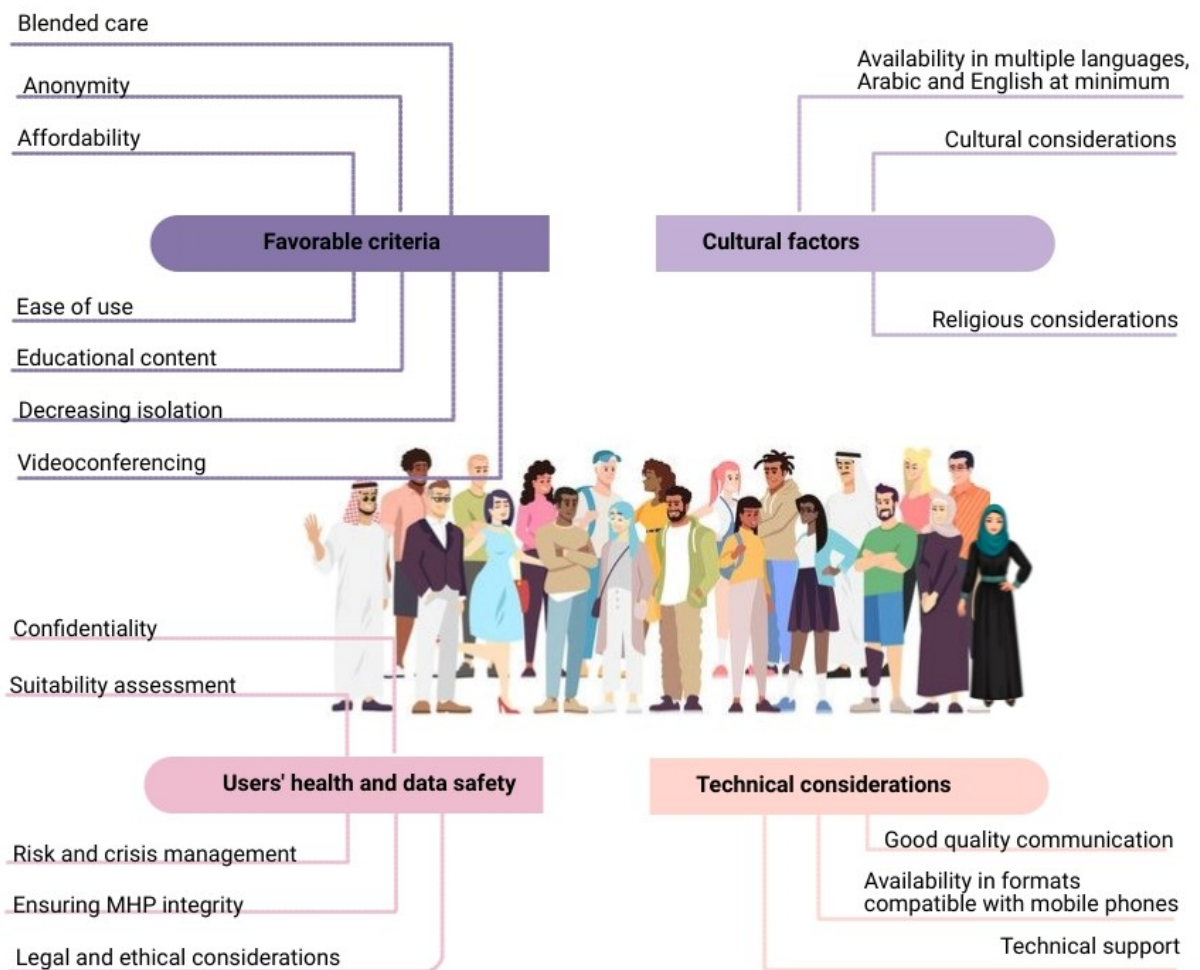 Blended care
Anonymity
Affordability
Favorable criteria
Ease of use
Educational content
Decreasing isolation
Videoconferencing
Availability in multiple languages,
Arabic and English at minimum
Cultural considerations
Cultural factors
Religious considerations
Confidentiality
Suitability assessment
Users' health and data safety
Risk and crisis management
Ensuring MHP integrity
Legal and ethical considerations
Technical considerations
Good quality communication
Availability in formats
compatible with mobile phones
Technical support